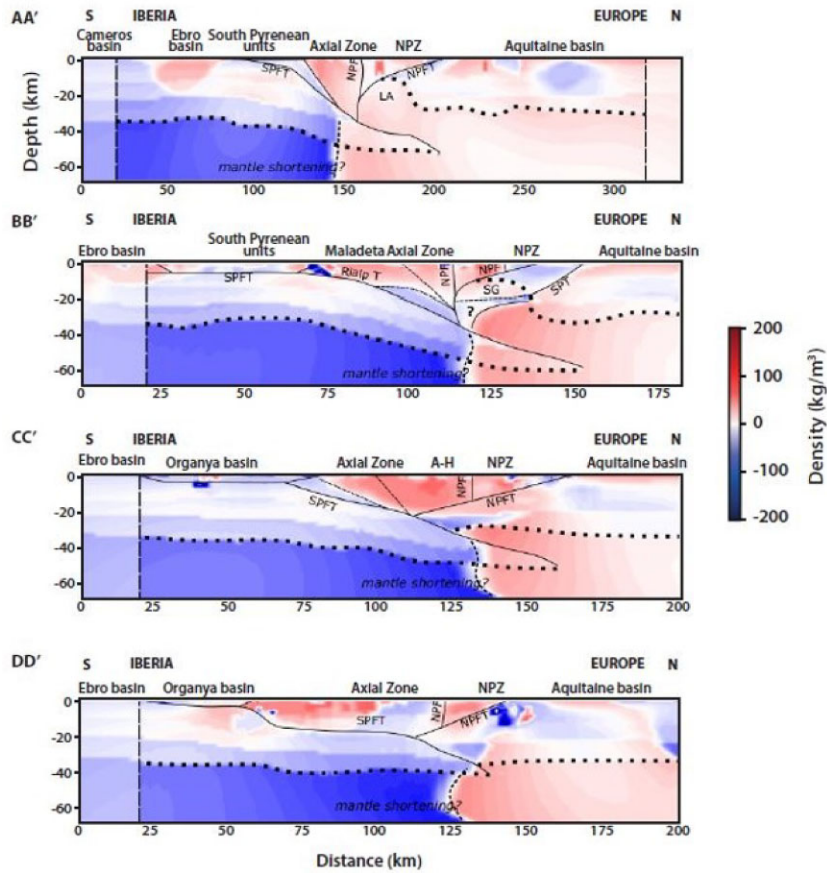 AA'
S IBERIA EUROPE N
Cameros basin Ebro basin South Pyrenean units Axial Zone NPZ Aquitaine basin
0
-20
-40
-60
Depth (km)
SPFT NPF NPFT
LA
mantle shortening?
0 50 100 150 200 250 300
BB'
S IBERIA EUROPE N
Ebro basin South Pyrenean units Maladeta Axial Zone NPZ Aquitaine basin
0
-20
-40
-60
SPFT Rialp T NPF NPFT
SG SPT
?
mantle shortening?
0 25 50 75 100 125 150 175
CC'
S IBERIA EUROPE N
Ebro basin Organya basin Axial Zone A-H NPZ Aquitaine basin
0
-20
-40
-60
SPFT NPF NPFT
mantle shortening?
0 25 50 75 100 125 150 200
DD'
S IBERIA EUROPE N
Ebro basin Organya basin Axial Zone NPZ Aquitaine basin
0
-20
-40
-60
SPFT NPF NPFT
mantle shortening?
0 25 50 75 100 125 150 200
Distance (km)
200
100
0
-100
-200
Density (kg/m³)